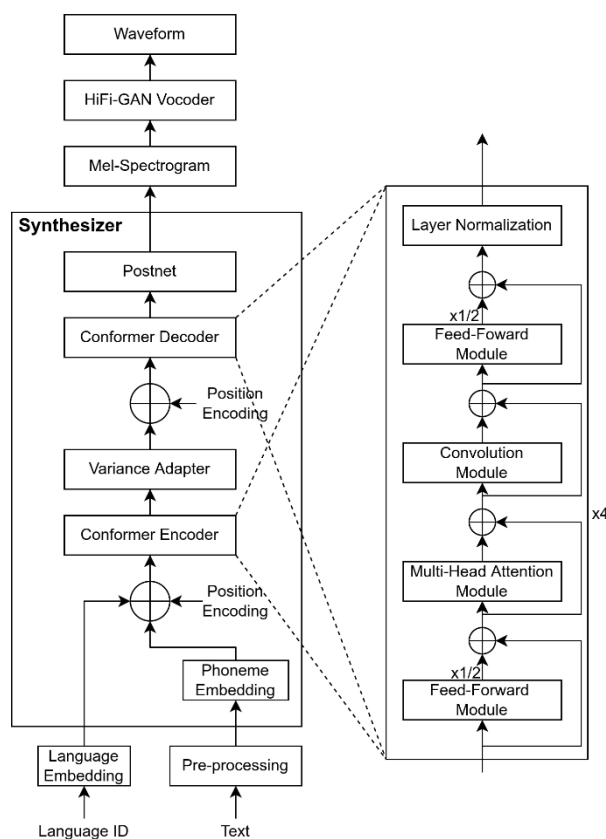 Waveform
HiFi-GAN Vocoder
Mel-Spectrogram
Synthesizer
Postnet
Conformer Decoder
Position
Encoding
Variance Adapter
Conformer Encoder
Position
Encoding
Phoneme
Embedding
Language
Embedding
Pre-processing
Language ID
Text
Layer Normalization
x1/2
Feed-Foward
Module
Convolution
Module
x4
Multi-Head Attention
Module
x1/2
Feed-Forward
Module